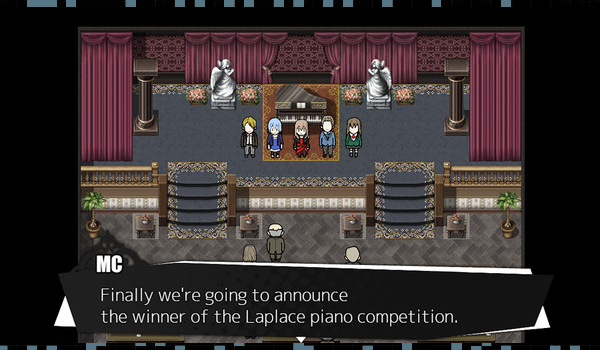 MC
Finally we're going to announce
the winner of the Laplace piano competition.